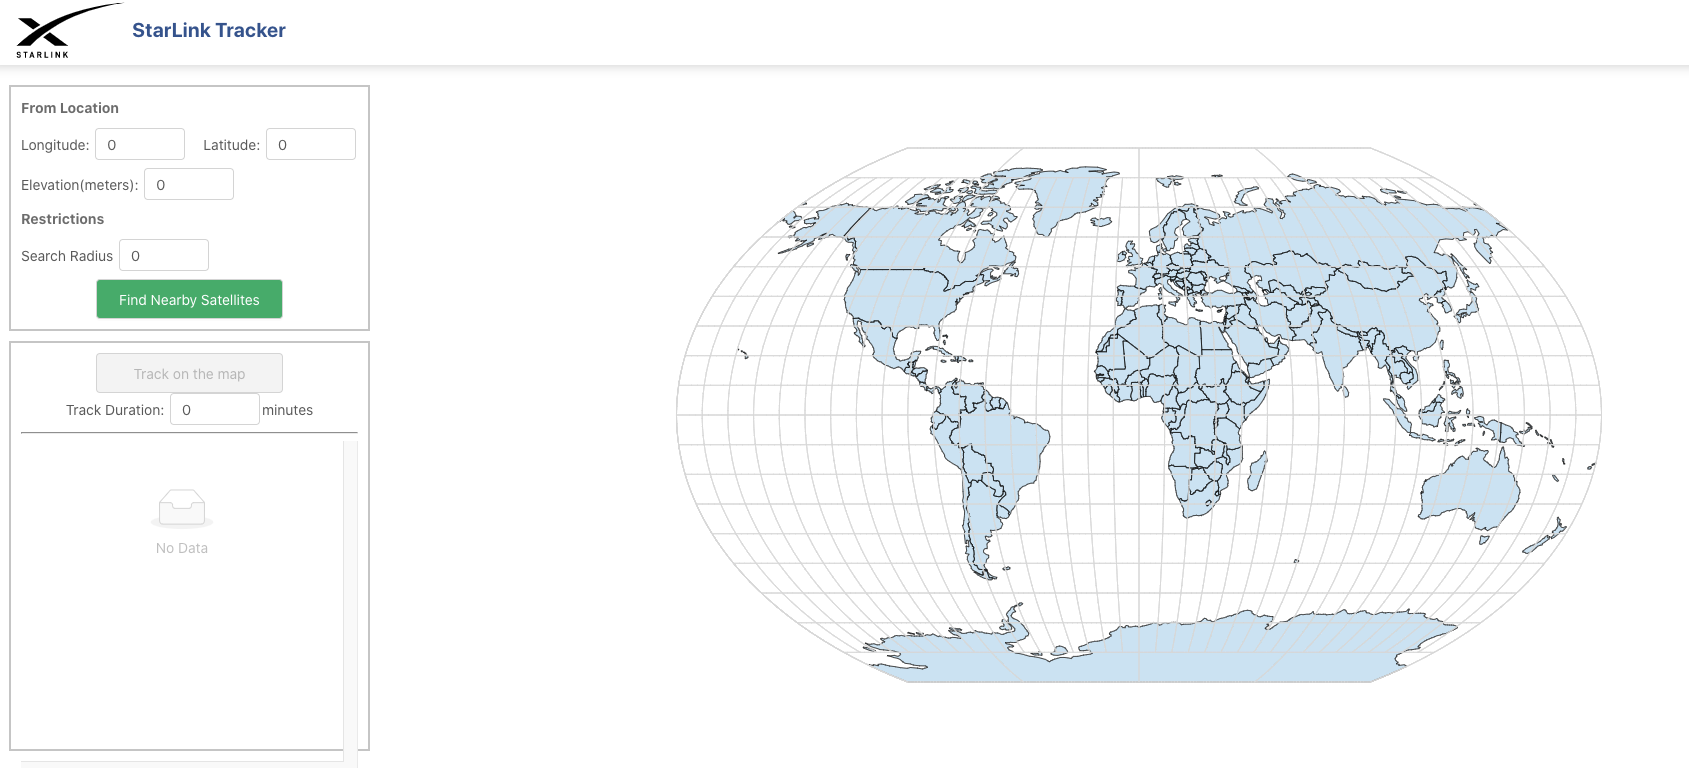 STARLINK
StarLink Tracker
From Location
Longitude: 0 Latitude: 0
Elevation(meters): 0
Restrictions
Search Radius 0
Find Nearby Satellites
Track on the map
Track Duration: 0 minutes
No Data